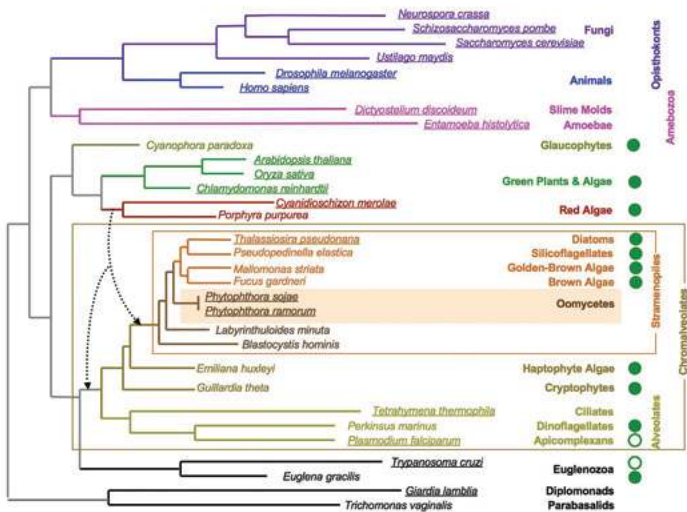 Neurospora crassa
Schizosaccharomyces pombe Fungi
Saccharomyces cerevisiae
Ustilago maydis
Opisthokonts
Drosophila melanogaster
Animals
Homo sapiens
Dictyostelium discoideum Slime Molds
Entamoeba histolytica Amoebae
Amebozoa
Cyanophora paradoxa Glaucophytes
Arabidopsis thaliana
Oryza sativa Green Plants & Algae
Chlamydomonas reinhardtii
Cyanidioschizon merolae
Red Algae
Porphyra purpurea
Thalassiosira pseudonana Diatoms
Pseudopedinella elastica Silicoflagellates
Mallomonas striata Golden-Brown Algae
Fucus gardneri Brown Algae
Phytophthora sojae
Oomycetes
Phytophthora ramorum
Labyrinthuloides minuta
Blastocystis hominis
Stramenopiles
Chromalveolates
Emiliana huxleyi Haptophyte Algae
Guillardia theta Cryptophytes
Tetrahymena thermophila Ciliates
Perkinsus marinus Dinoflagellates
Plasmodium falciparum Apicomplexans
Alveolates
Trypanosoma cruzi
Euglenozoa
Euglena gracilis
Giardia lamblia Diplomonads
Trichomonas vaginalis Parabasalids